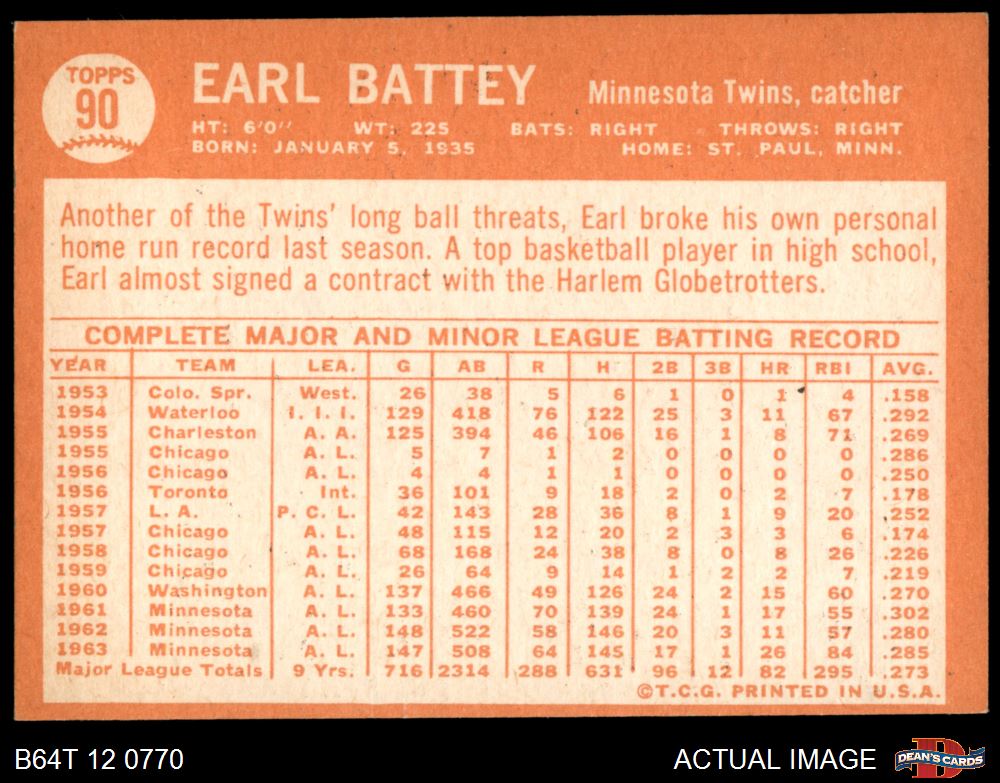 TOPPS
90
EARL BATTEY
Minnesota Twins, catcher
HT: 6'0'' WT: 225 BATS: RIGHT THROWS: RIGHT
BORN: JANUARY 5, 1935 HOME: ST. PAUL, MINN.
Another of the Twins' long ball threats, Earl broke his own personal
home run record last season. A top basketball player in high school,
Earl almost signed a contract with the Harlem Globetrotters.
COMPLETE MAJOR AND MINOR LEAGUE BATTING RECORD
YEAR TEAM LEA. G AB R H 2B 3B HR RBI AVG.
1953 Colo. Spr. West. 26 38 5 6 1 0 1 4 .158
1954 Waterloo I. I. I. 129 418 76 122 25 3 11 67 .292
1955 Charleston A. A. 125 394 46 106 16 1 8 71 .269
1955 Chicago A. L. 5 7 1 2 0 0 0 0 .286
1956 Chicago A. L. 4 4 1 1 0 0 0 0 .250
1956 Toronto Int. 36 101 9 18 2 0 2 7 .178
1957 L. A. P. C. L. 42 143 28 36 8 1 9 20 .252
1957 Chicago A. L. 48 115 12 20 2 3 3 6 .174
1958 Chicago A. L. 68 168 24 38 8 0 8 26 .226
1959 Chicago A. L. 26 64 9 14 1 2 2 7 .219
1960 Washington A. L. 137 466 49 126 24 2 15 60 .270
1961 Minnesota A. L. 133 460 70 139 24 1 17 55 .302
1962 Minnesota A. L. 148 522 58 146 20 3 11 57 .280
1963 Minnesota A. L. 147 508 64 145 17 1 26 84 .285
Major League Totals 9 Yrs. 716 2314 288 631 96 12 82 295 .273
©T.C.G. PRINTED IN U.S.A.
B64T 12 0770 ACTUAL IMAGE
DEAN'S CARDS